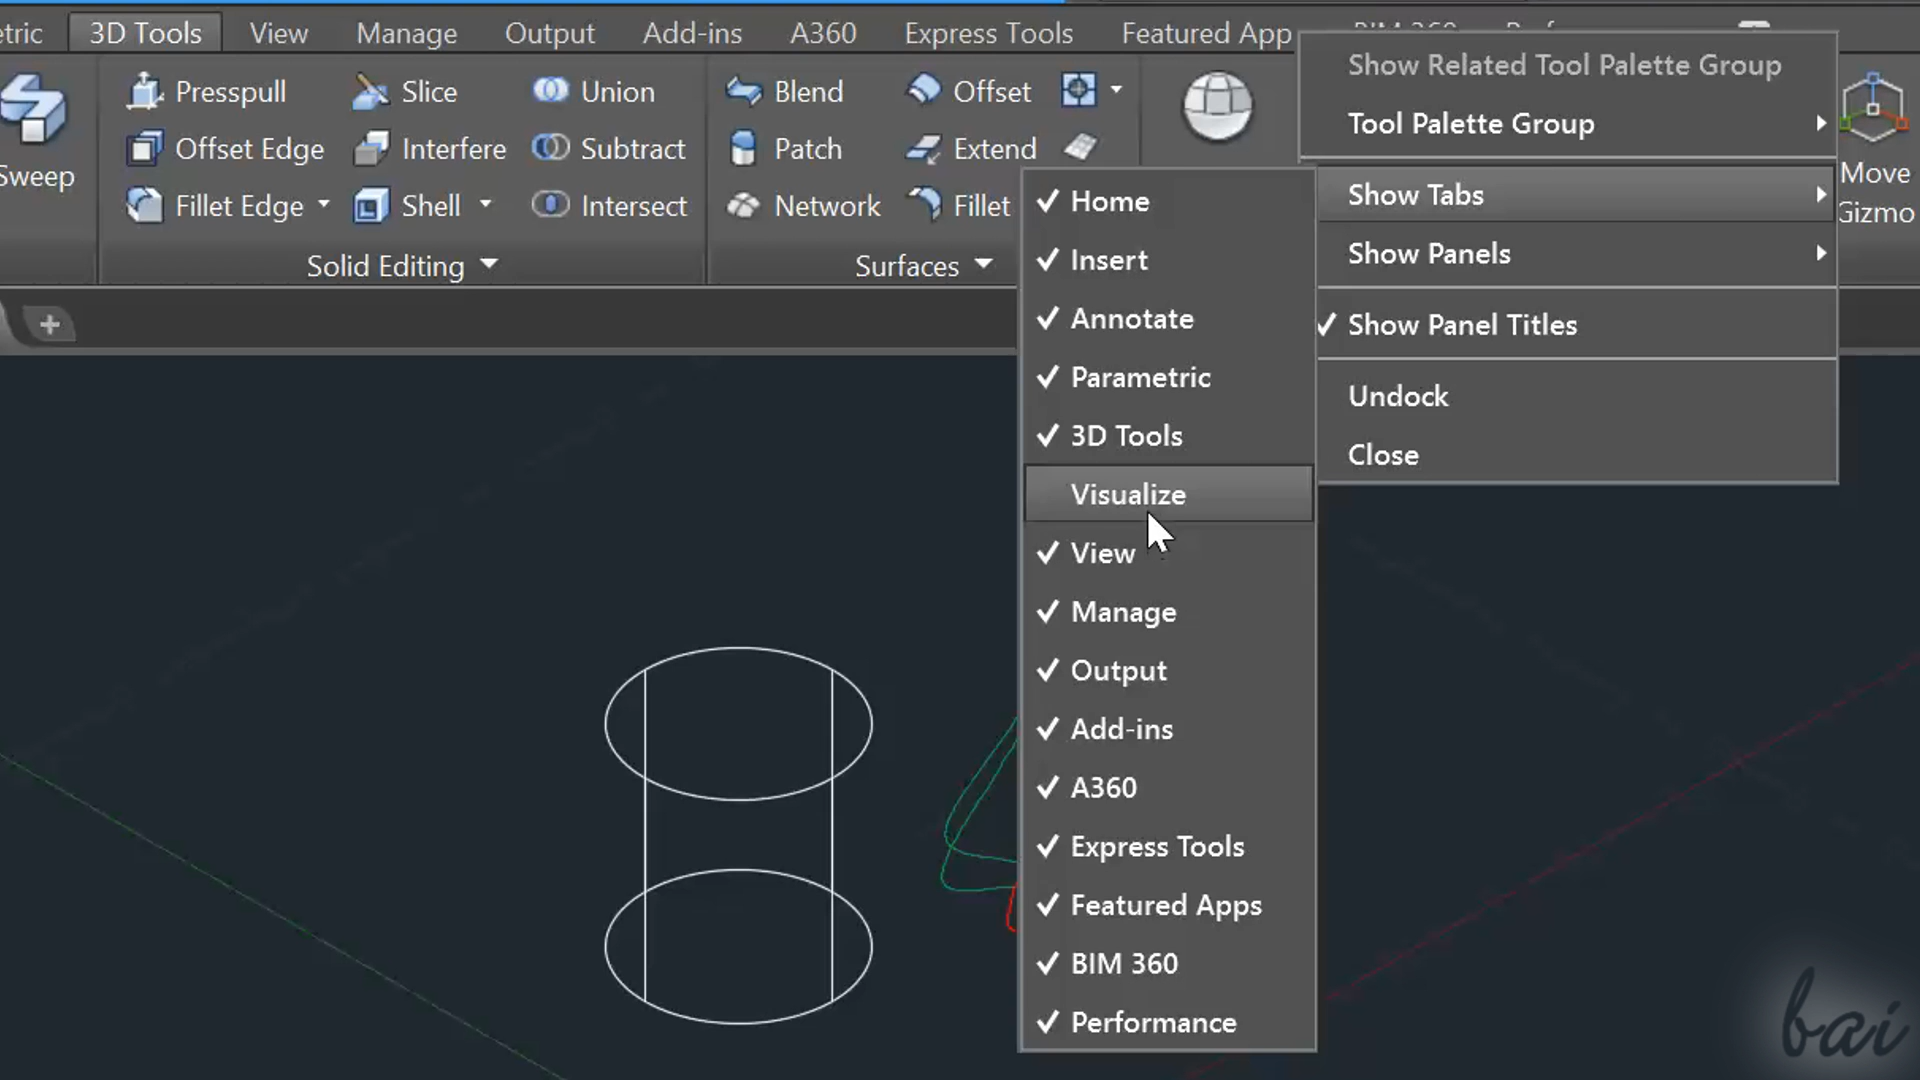 etric 3D Tools View Manage Output Add-ins A360 Express Tools Featured App BIM 360
Sweep
Presspull
Offset Edge
Fillet Edge
Slice
Interfere
Shell
Union
Subtract
Intersect
Solid Editing
Blend
Patch
Network
Offset
Extend
Fillet
Surfaces
Show Related Tool Palette Group
Tool Palette Group
Show Tabs
Show Panels
Show Panel Titles
Undock
Close
Move
Gizmo
Home
Insert
Annotate
Parametric
3D Tools
Visualize
View
Manage
Output
Add-ins
A360
Express Tools
Featured Apps
BIM 360
Performance
bai